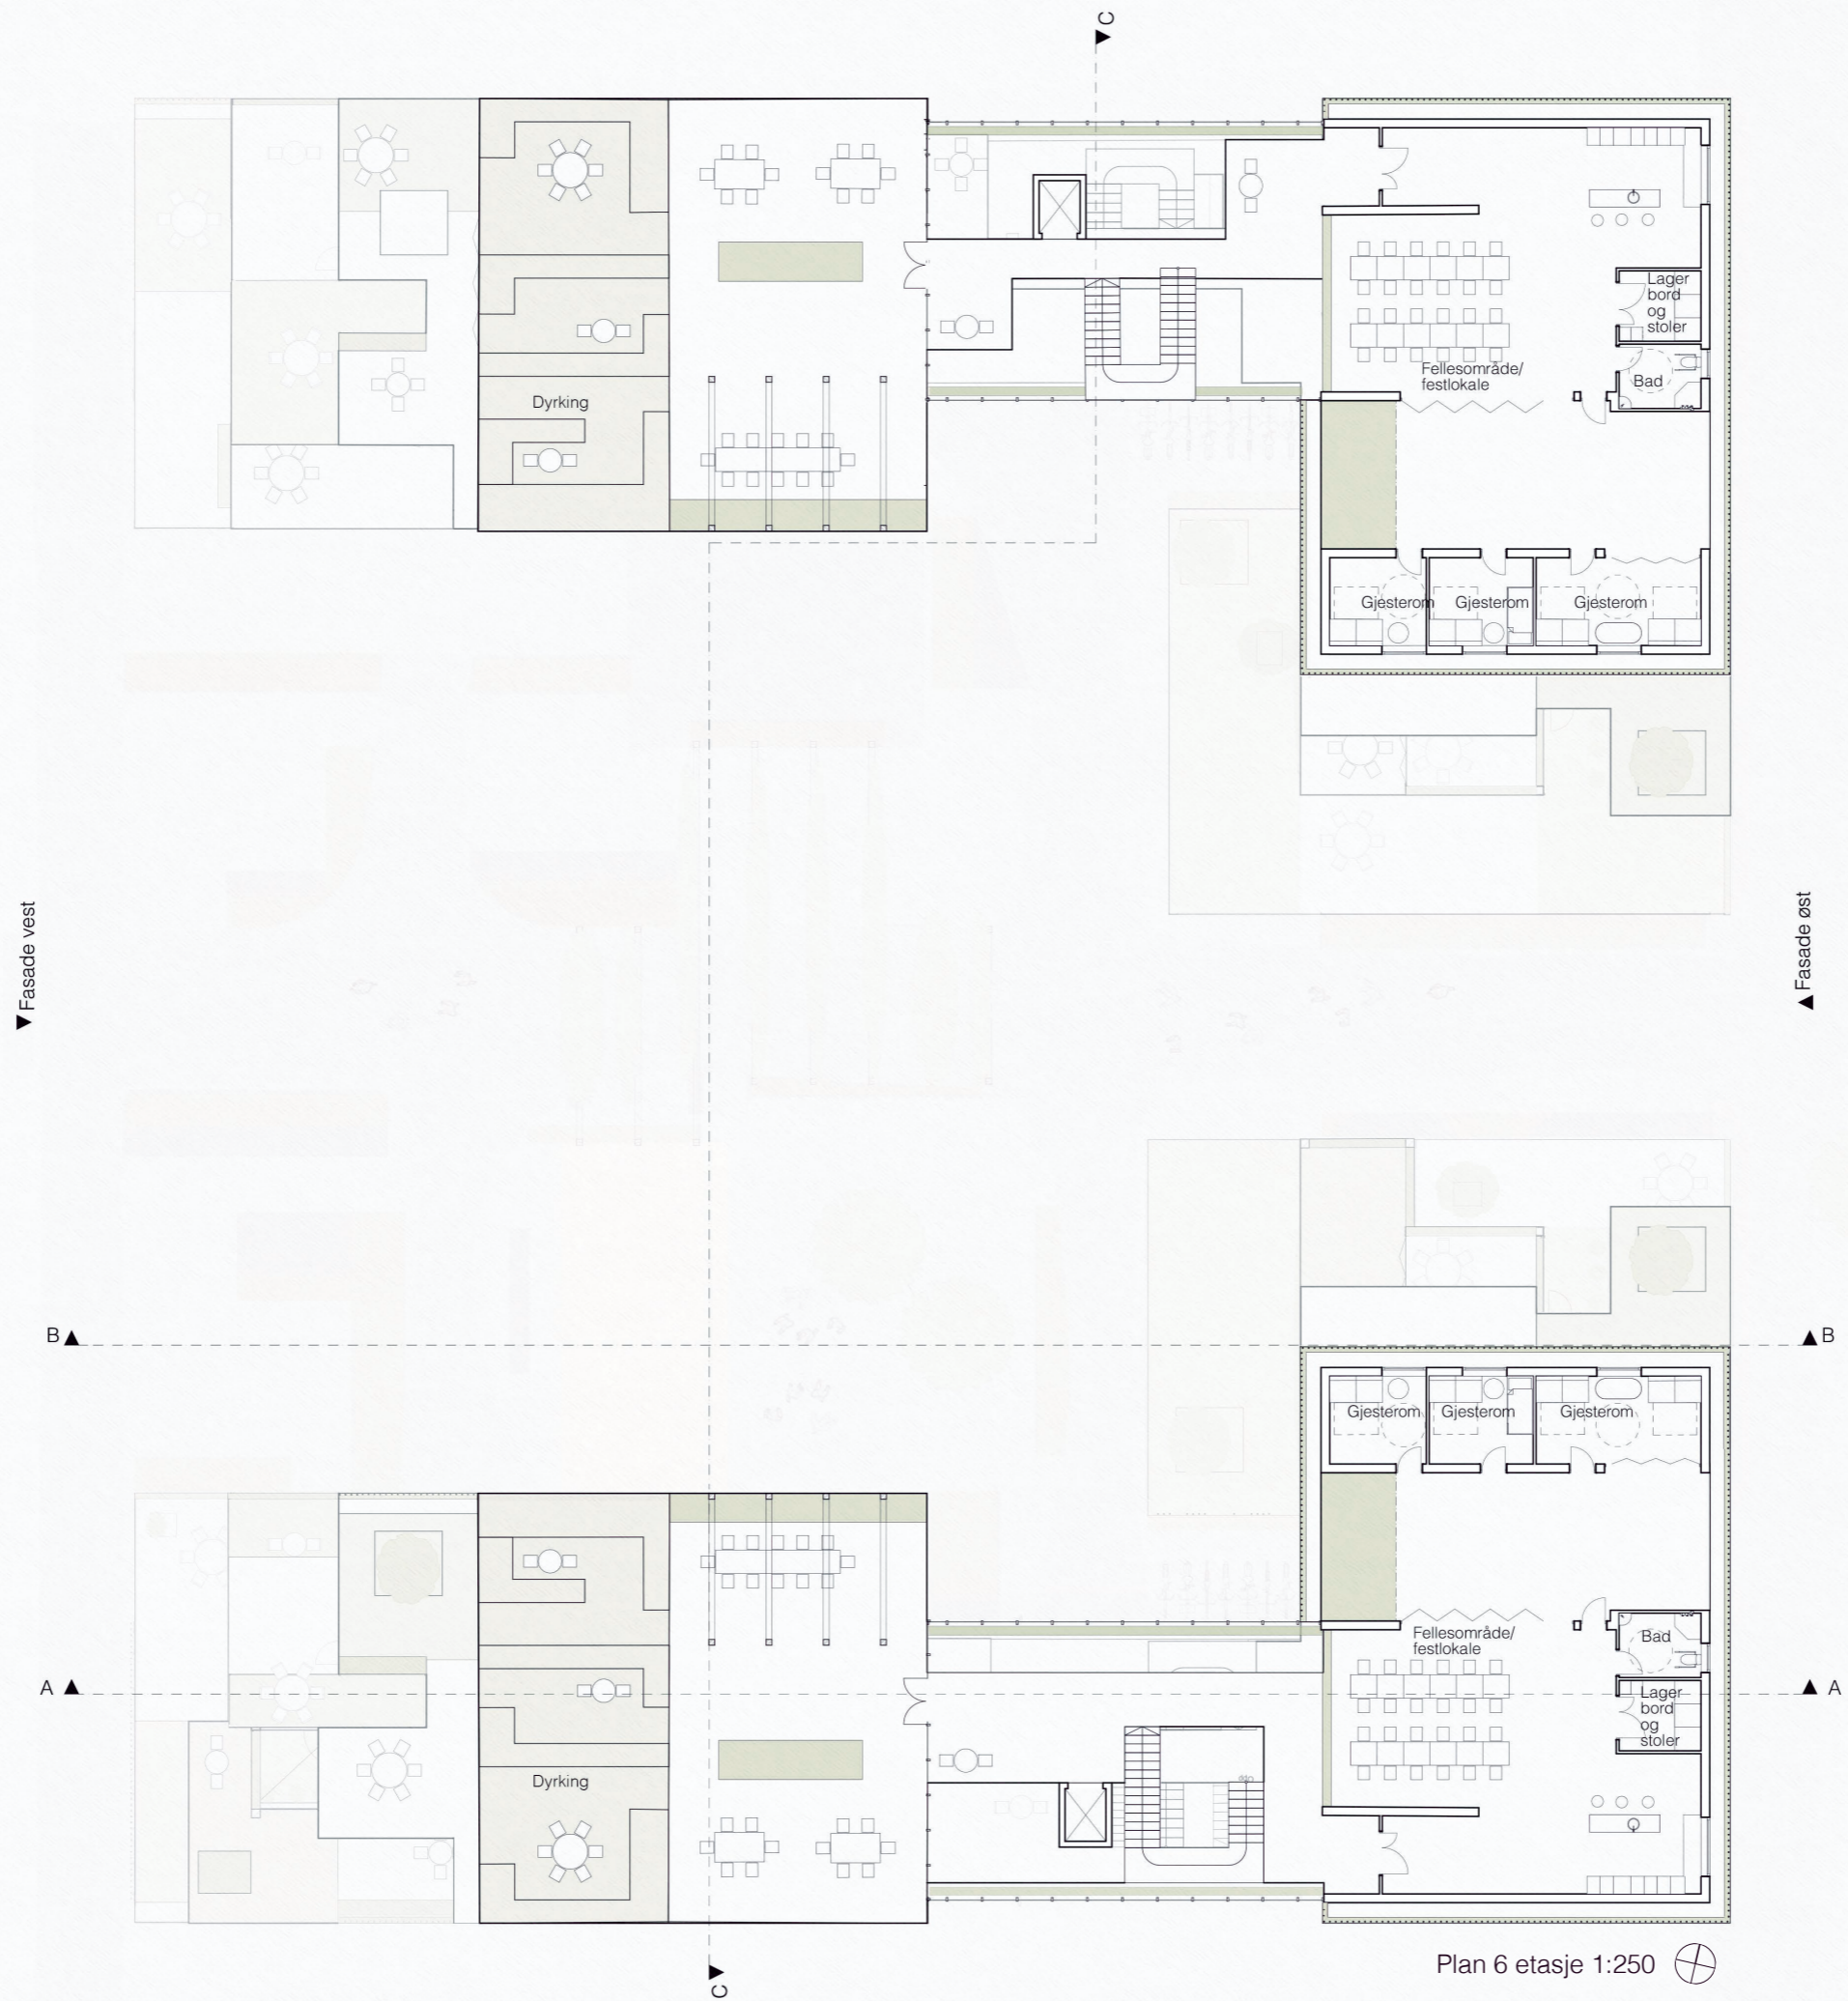 C
Lager
bord
og
stoler
Fellesområde/
festlokale
Bad
Dyrking
Gjesterom
Gjesterom
Gjesterom
Fasade vest
Fasade øst
B
B
Gjesterom
Gjesterom
Gjesterom
Fellesområde/
festlokale
Bad
A
A
Lager
bord
og
stoler
Dyrking
Plan 6 etasje 1:250
C